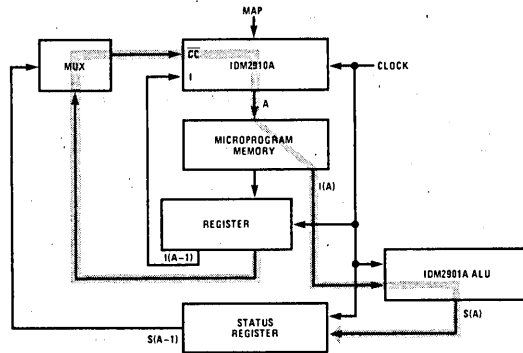 MAP
MUX
CC
IDM2910A
I
CLOCK
A
MICROPROGRAM
MEMORY
I(A)
REGISTER
I(A-1)
IDM2901A ALU
S(A)
STATUS
REGISTER
S(A-1)